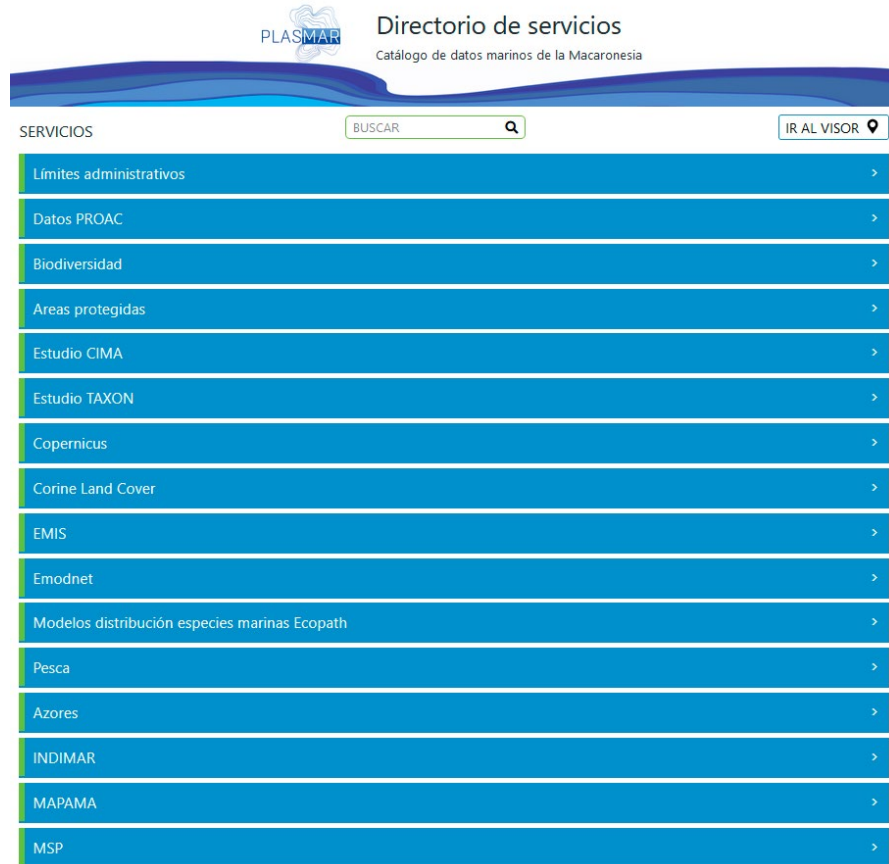 PLASMAR
Directorio de servicios
Catálogo de datos marinos de la Macaronesia
SERVICIOS
BUSCAR
IR AL VISOR
Límites administrativos
Datos PROAC
Biodiversidad
Areas protegidas
Estudio CIMA
Estudio TAXON
Copernicus
Corine Land Cover
EMIS
Emodnet
Modelos distribución especies marinas Ecopath
Pesca
Azores
INDIMAR
MAPAMA
MSP